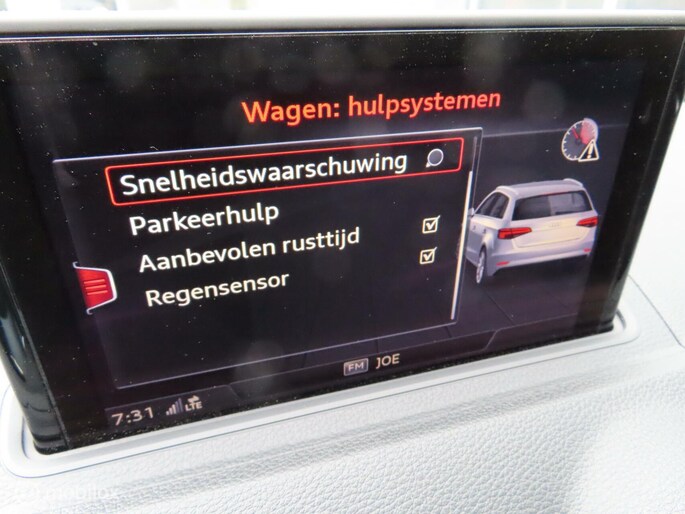 Wagen: hulpsystemen
Snelheidswaarschuwing
Parkeerhulp
Aanbevolen rusttijd
Regensensor
FM JOE
7:31 LTE